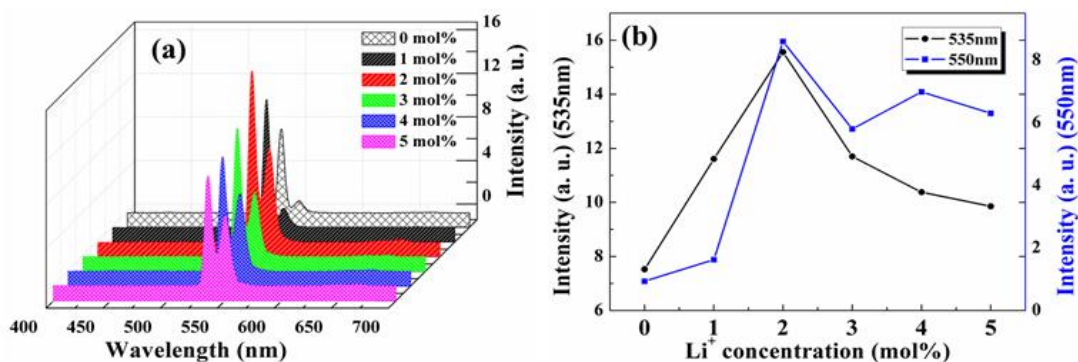 (a)
0 mol%
1 mol%
2 mol%
3 mol%
4 mol%
5 mol%
16
12
8
4
0
Intensity (a. u.)
400 450 500 550 600 650 700
Wavelength (nm)
(b)
535nm
550nm
16
14
12
10
8
6
Intensity (a. u.) (535nm)
8
6
4
2
0
Intensity (a. u.) (550nm)
0 1 2 3 4 5
Li⁺ concentration (mol%)